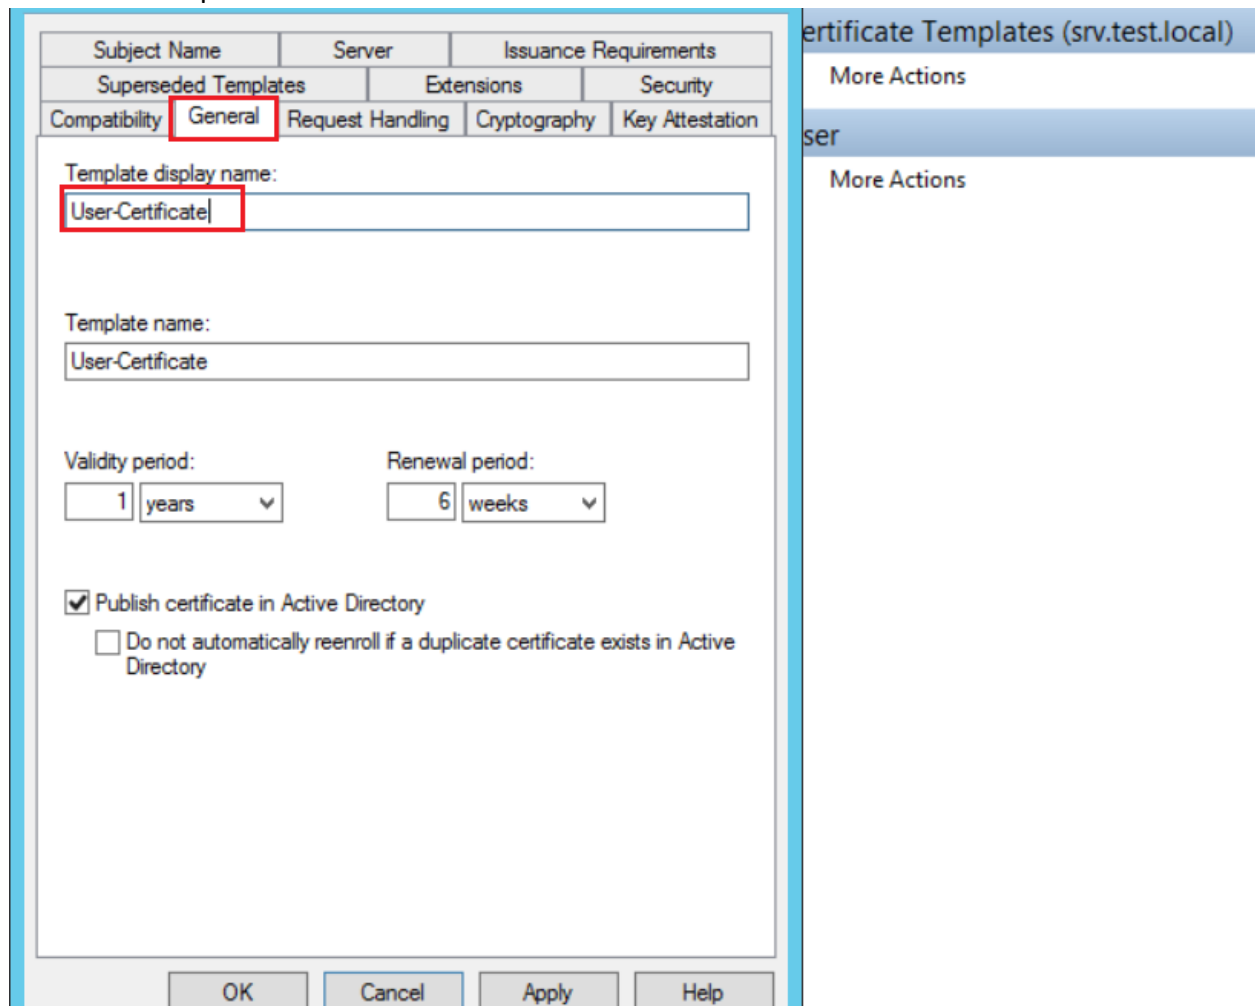 Subject Name Server Issuance Requirements
Superseded Templates Extensions Security
Compatibility General Request Handling Cryptography Key Attestation
Template display name:
User-Certificate
Template name:
User-Certificate
Validity period: Renewal period:
1 years 6 weeks
Publish certificate in Active Directory
Do not automatically reenroll if a duplicate certificate exists in Active
Directory
OK Cancel Apply Help
ertificate Templates (srv.test.local)
More Actions
ser
More Actions